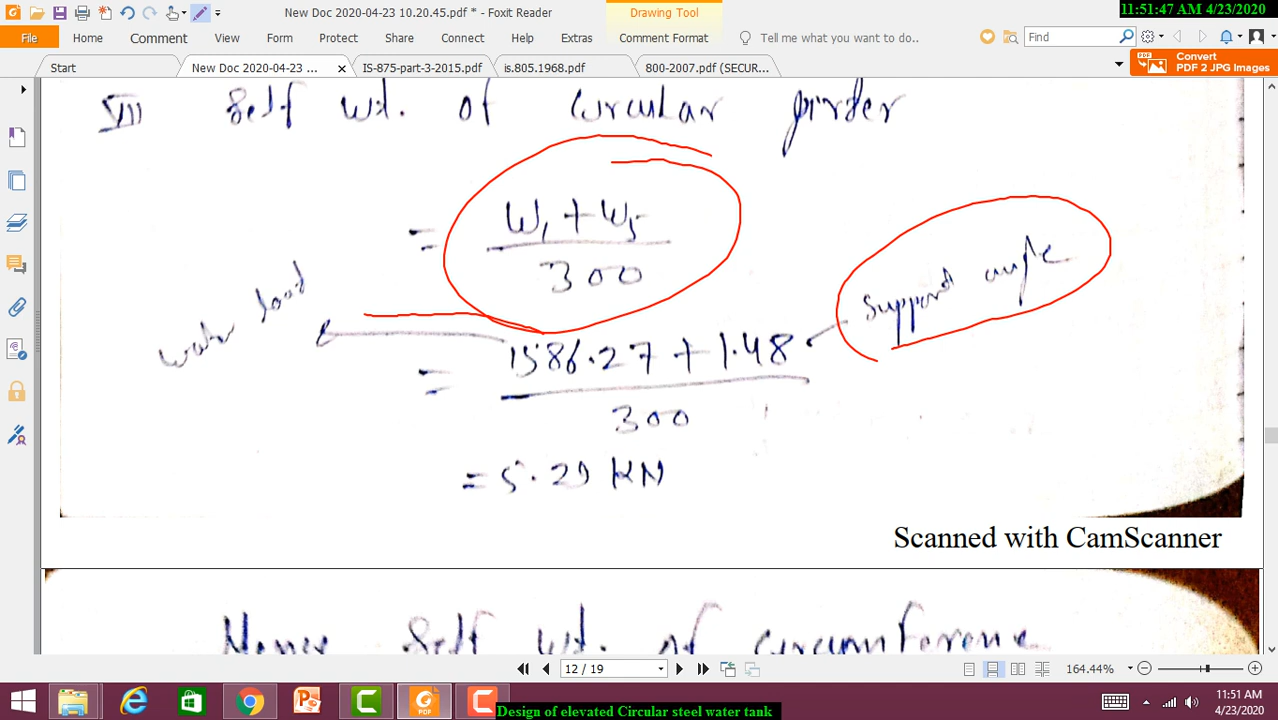 New Doc 2020-04-23 10.20.45.pdf * - Foxit Reader
Drawing Tool
11:51:47 AM 4/23/2020
File Home Comment View Form Protect Share Connect Help Extras Comment Format Tell me what you want to do.. Find
Start New Doc 2020-04-23 ... IS-875-part-3-2015.pdf is.805.1968.pdf 800-2007.pdf (SECUR...
Convert
PDF 2 JPG Images
VII Self wt. of circular girder
= W1 + W5
300
water load
support angle
= 1586.27 + 1.48
300
= 5.29 KN
Scanned with CamScanner
Hence Self wt. of circumference
12 / 19
164.44%
11:51 AM
4/23/2020
Design of elevated Circular steel water tank